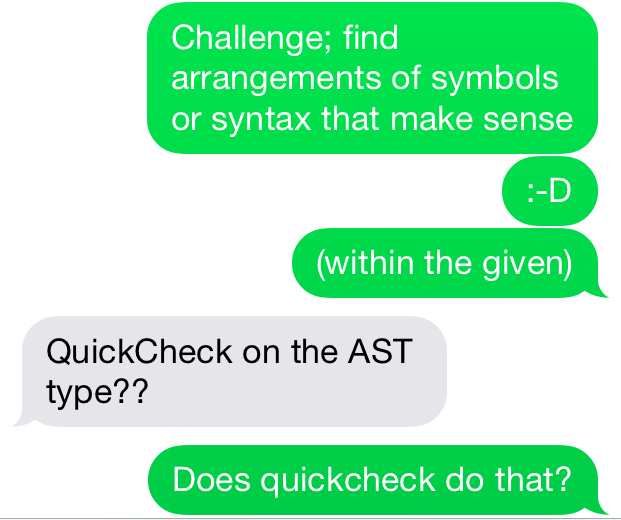 Challenge; find
arrangements of symbols
or syntax that make sense
:-D
(within the given)
QuickCheck on the AST
type??
Does quickcheck do that?